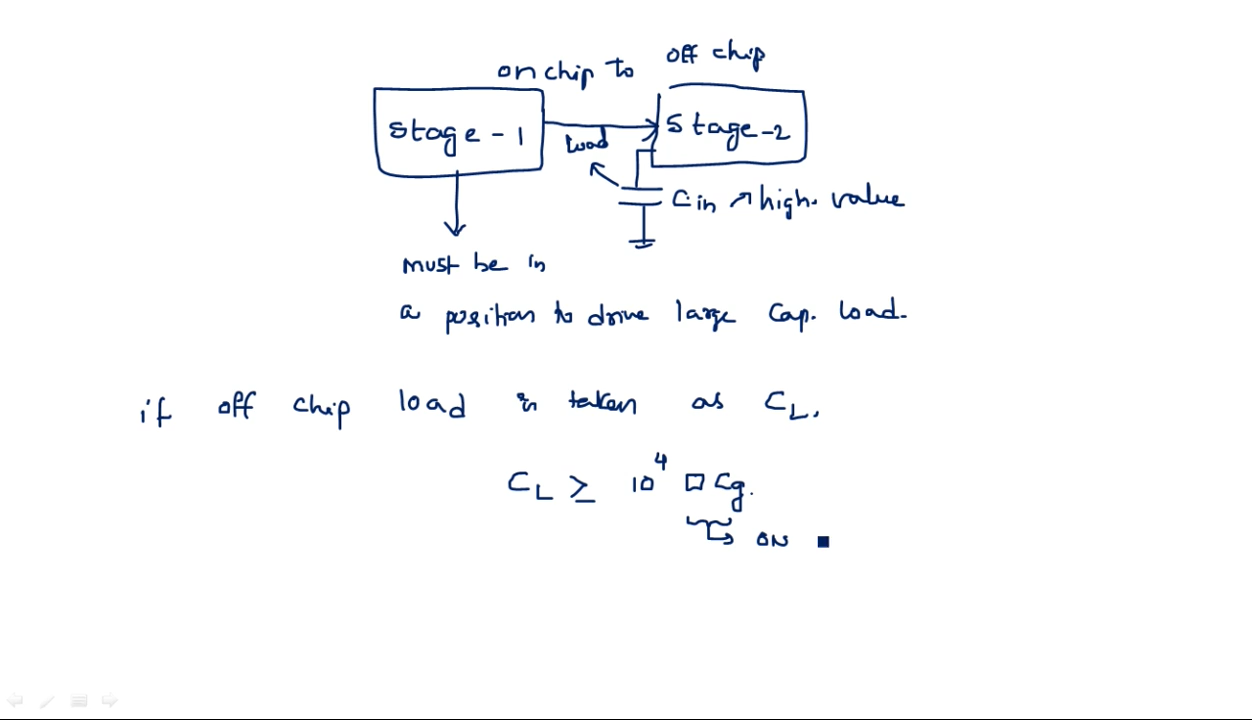 on chip to off chip
Stage - 1
load
Stage - 2
Cin ↗ high. value
must be in
a position to drive large Cap. load.
if off chip load is taken as CL.
CL ≥ 10⁴ □ Cg.
ON